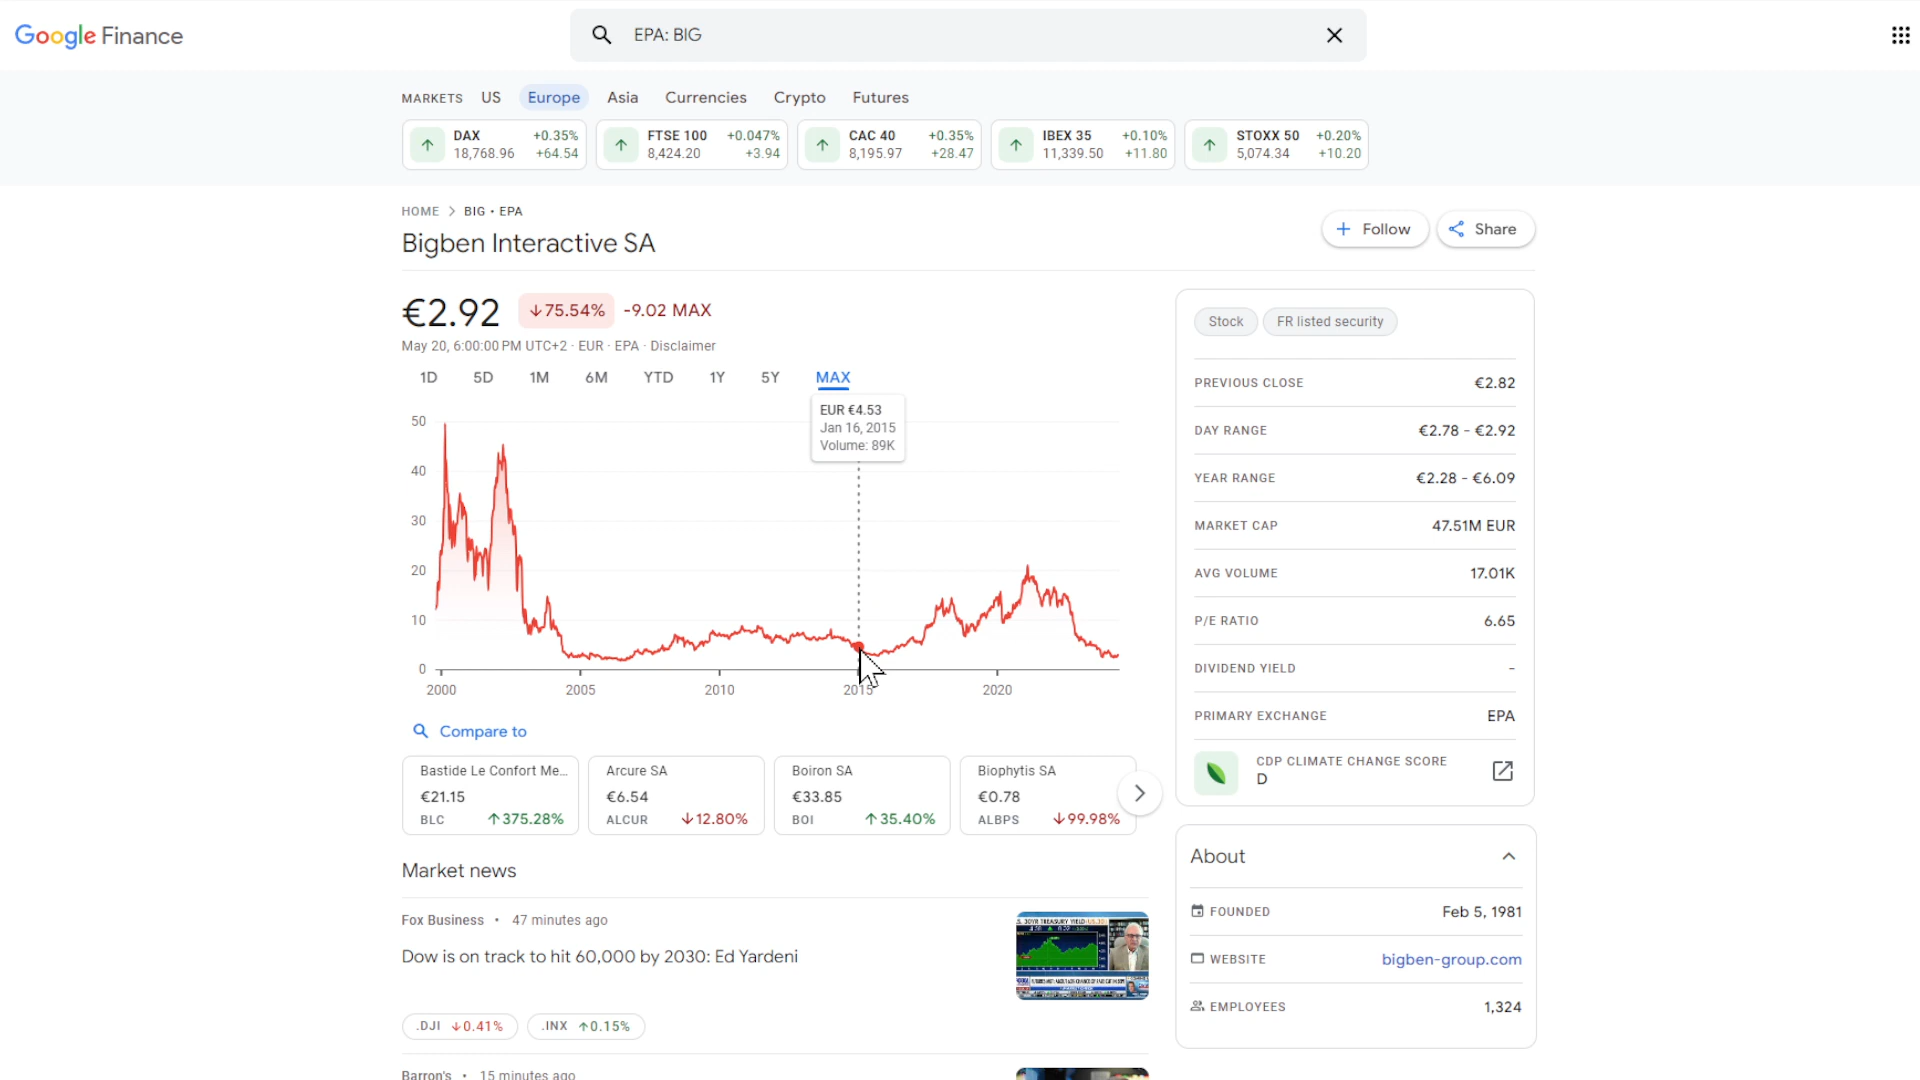 Google Finance
EPA: BIG
MARKETS US Europe Asia Currencies Crypto Futures
DAX +0.35%
18,768.96 +64.54
FTSE 100 +0.047%
8,424.20 +3.94
CAC 40 +0.35%
8,195.97 +28.47
IBEX 35 +0.10%
11,339.50 +11.80
STOXX 50 +0.20%
5,074.34 +10.20
HOME > BIG • EPA
Bigben Interactive SA
Follow
Share
€2.92 ↓75.54% -9.02 MAX
May 20, 6:00:00 PM UTC+2 · EUR · EPA · Disclaimer
1D 5D 1M 6M YTD 1Y 5Y MAX
EUR €4.53
Jan 16, 2015
Volume: 89K
50
40
30
20
10
0
2000 2005 2010 2015 2020
Compare to
Bastide Le Confort Me...
€21.15
BLC ↑375.28%
Arcure SA
€6.54
ALCUR ↓12.80%
Boiron SA
€33.85
BOI ↑35.40%
Biophytis SA
€0.78
ALBPS ↓99.98%
Market news
Fox Business • 47 minutes ago
Dow is on track to hit 60,000 by 2030: Ed Yardeni
.DJI ↓0.41%
.INX ↑0.15%
Barron's • 15 minutes ago
Stock
FR listed security
PREVIOUS CLOSE €2.82
DAY RANGE €2.78 - €2.92
YEAR RANGE €2.28 - €6.09
MARKET CAP 47.51M EUR
AVG VOLUME 17.01K
P/E RATIO 6.65
DIVIDEND YIELD -
PRIMARY EXCHANGE EPA
CDP CLIMATE CHANGE SCORE
D
About
FOUNDED Feb 5, 1981
WEBSITE bigben-group.com
EMPLOYEES 1,324